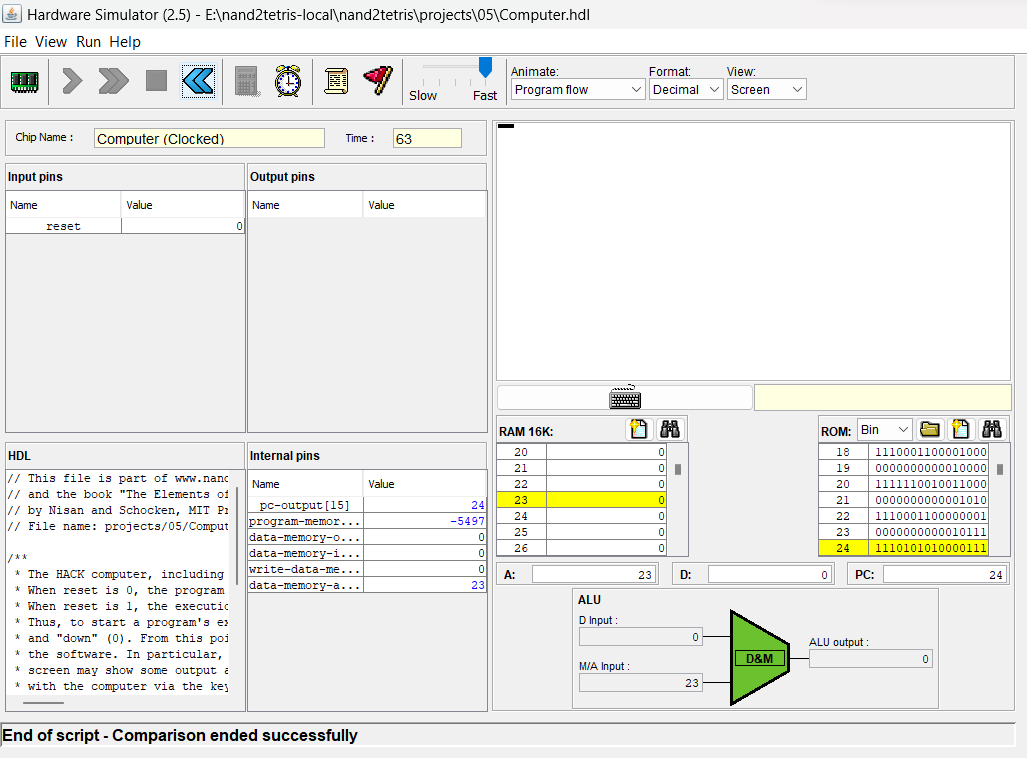 Hardware Simulator (2.5) - E:\nand2tetris-local\nand2tetris\projects\05\Computer.hdl
File View Run Help
Slow Fast
Animate: Format: View:
Program flow Decimal Screen
Chip Name : Computer (Clocked) Time : 63
Input pins
Name Value
reset 0
Output pins
Name Value
HDL
// This file is part of www.nand
// and the book "The Elements of
// by Nisan and Schocken, MIT Pr
// File name: projects/05/Comput
/**
* The HACK computer, including
* When reset is 0, the program
* When reset is 1, the executio
* Thus, to start a program's ex
* and "down" (0). From this poi
* the software. In particular,
* screen may show some output a
* with the computer via the key
Internal pins
Name Value
pc-output[15] 24
program-memor... -5497
data-memory-o... 0
data-memory-i... 0
write-data-me... 0
data-memory-a... 23
RAM 16K:
20 0
21 0
22 0
23 0
24 0
25 0
26 0
ROM: Bin
18 1110001100001000
19 0000000000010000
20 1111110010011000
21 0000000000001010
22 1110001100000001
23 0000000000010111
24 1110101010000111
A: 23 D: 0 PC: 24
ALU
D Input :
0
M/A Input :
23
D&M
ALU output :
0
End of script - Comparison ended successfully